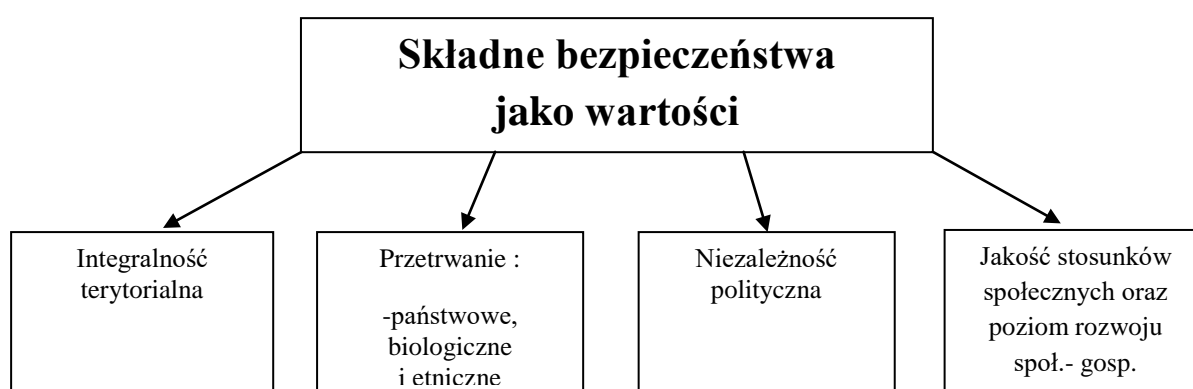 Składne bezpieczeństwa
jako wartości
Integralność
terytorialna
Przetrwanie :
-państwowe,
biologiczne
i etniczne
Niezależność
polityczna
Jakość stosunków
społecznych oraz
poziom rozwoju
społ.- gosp.